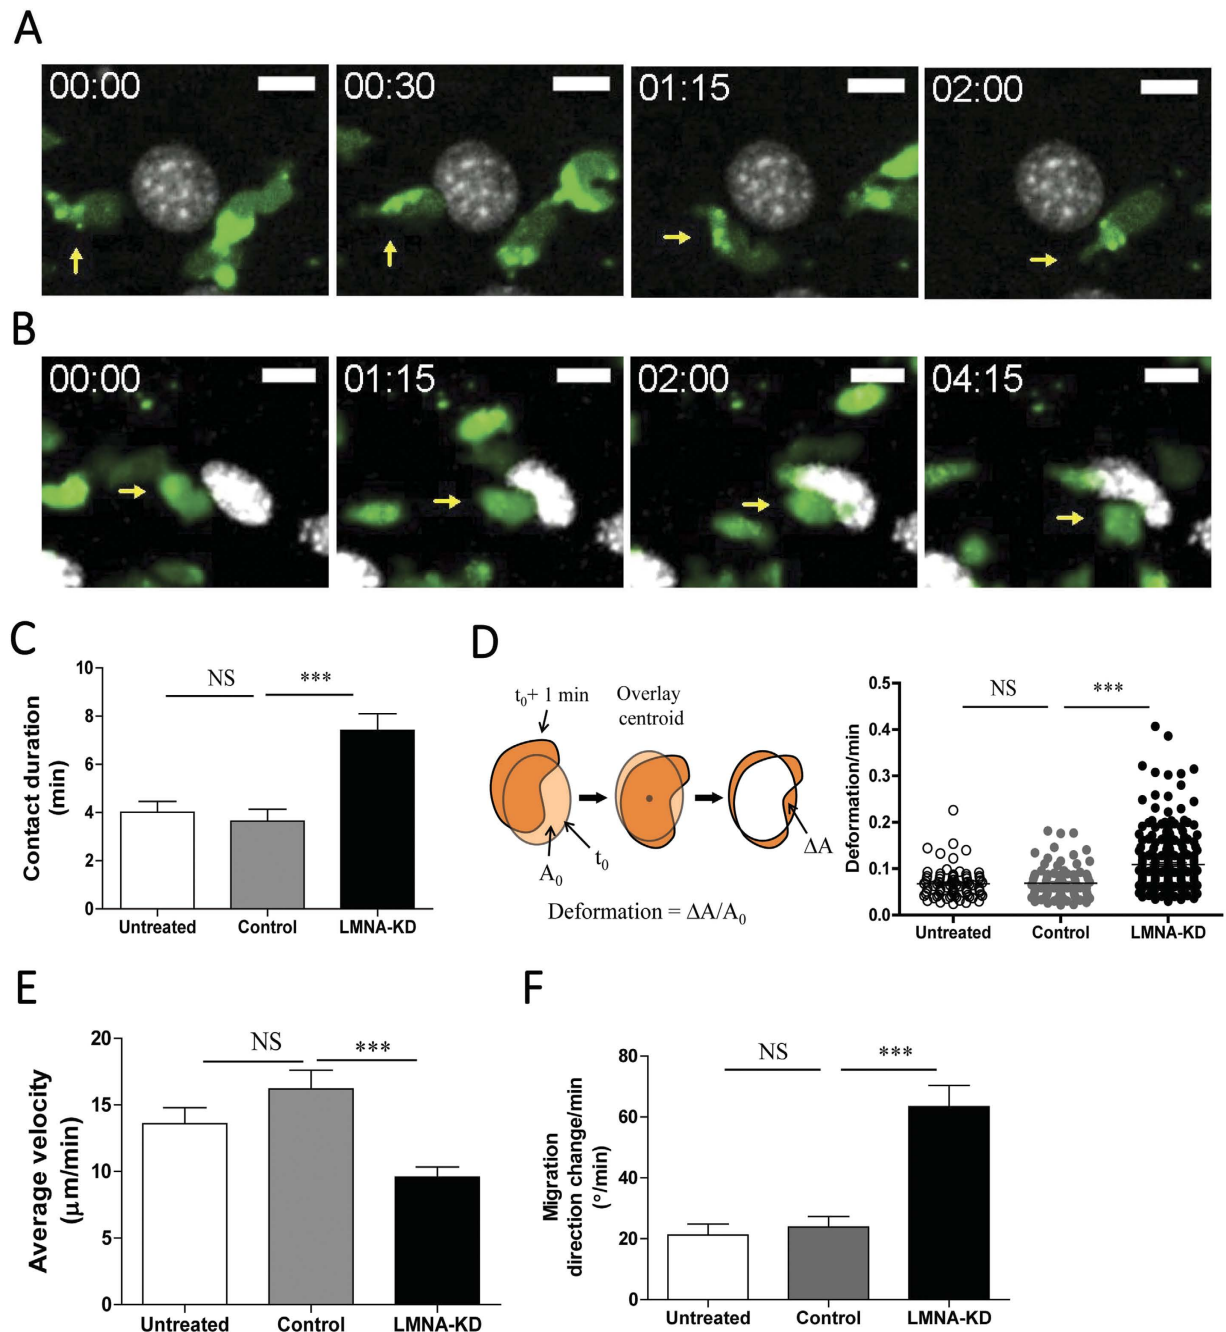 A
00:00
00:30
01:15
02:00
B
00:00
01:15
02:00
04:15
C
Contact duration
(min)
10
8
6
4
2
0
NS
***
Untreated
Control
LMNA-KD
D
t0+ 1 min
Overlay
centroid
A0
t0
ΔA
Deformation = ΔA/A0
Deformation/min
0.5
0.4
0.3
0.2
0.1
0.0
NS
***
Untreated
Control
LMNA-KD
E
Average velocity
(μm/min)
20
15
10
5
0
NS
***
Untreated
Control
LMNA-KD
F
Migration
direction change/min
(°/min)
80
60
40
20
0
NS
***
Untreated
Control
LMNA-KD